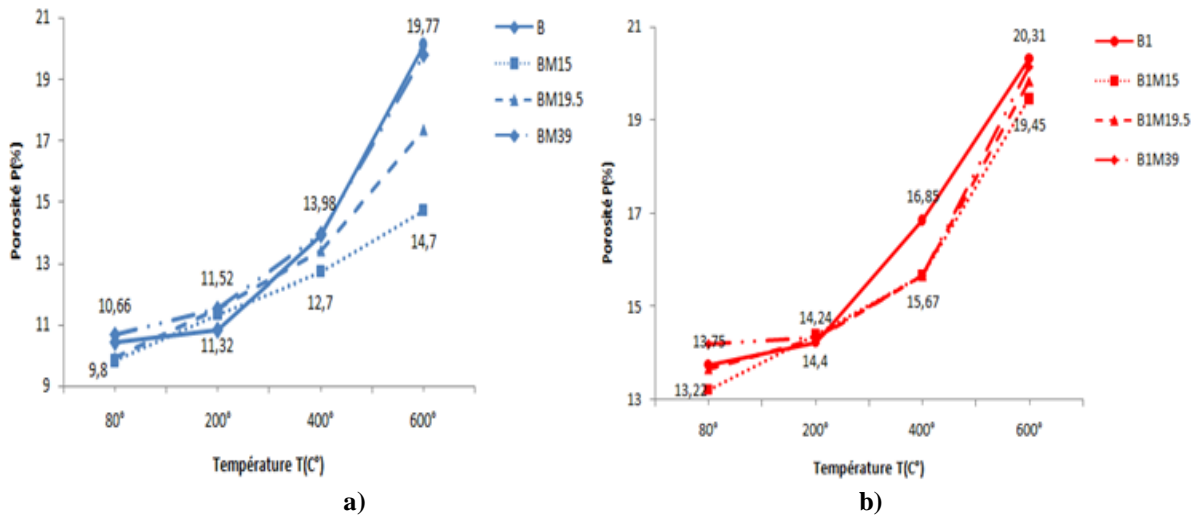 21
19
17
15
13
11
9
Porosité P(%)
10,66
9,8
11,52
11,32
13,98
12,7
19,77
14,7
80°
200°
400°
600°
Température T(C°)
B
BM15
BM19.5
BM39
a)
21
19
17
15
13
Porosité P(%)
13,75
13,22
14,24
14,4
16,85
15,67
20,31
19,45
80°
200°
400°
600°
Température T(C°)
B1
B1M15
B1M19.5
B1M39
b)